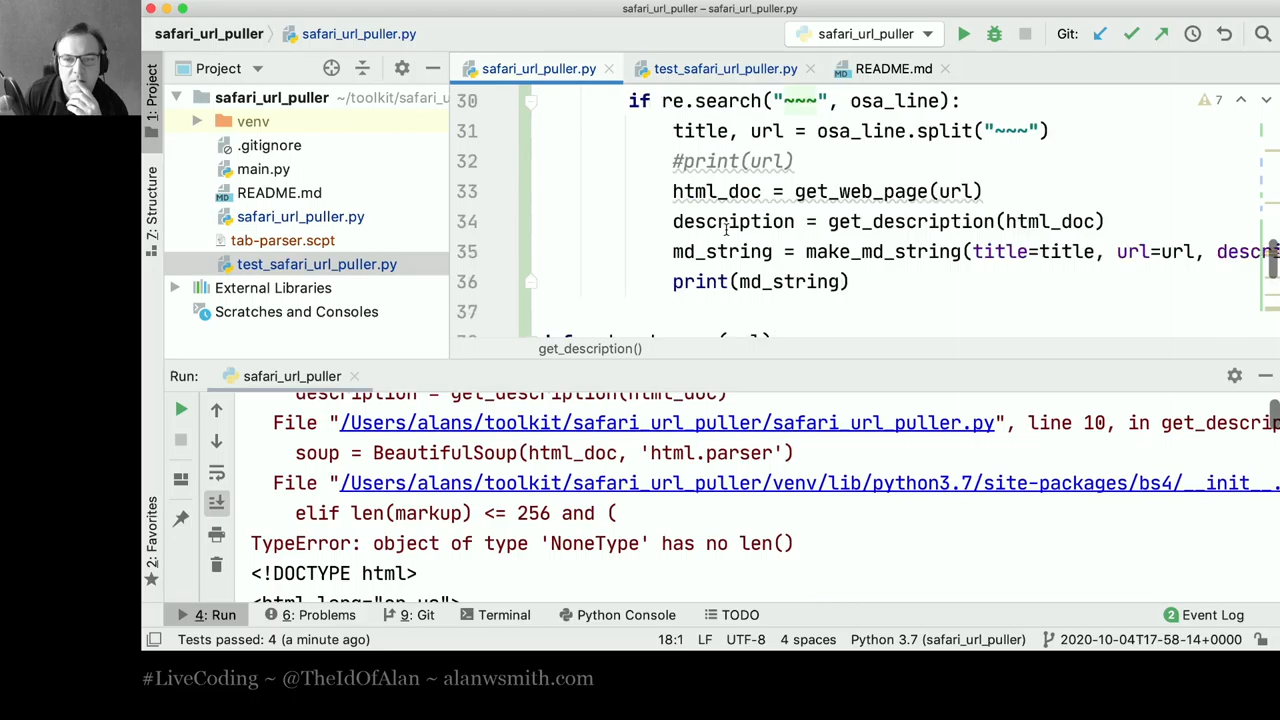 safari_url_puller – safari_url_puller.py
safari_url_puller
safari_url_puller.py
safari_url_puller
Git:
1: Project
Z: Structure
2: Favorites
Project
safari_url_puller.py
test_safari_url_puller.py
README.md
safari_url_puller ~/toolkit/safari_u
venv
.gitignore
main.py
README.md
safari_url_puller.py
tab-parser.scpt
test_safari_url_puller.py
External Libraries
Scratches and Consoles
30 if re.search("~~~", osa_line):
31 title, url = osa_line.split("~~~")
32 #print(url)
33 html_doc = get_web_page(url)
34 description = get_description(html_doc)
35 md_string = make_md_string(title=title, url=url, descri
36 print(md_string)
37
7
get_description()
Run: safari_url_puller
description = get_description(html_doc)
File "/Users/alans/toolkit/safari_url_puller/safari_url_puller.py", line 10, in get_descrip
soup = BeautifulSoup(html_doc, 'html.parser')
File "/Users/alans/toolkit/safari_url_puller/venv/lib/python3.7/site-packages/bs4/__init__.
elif len(markup) <= 256 and (
TypeError: object of type 'NoneType' has no len()
<!DOCTYPE html>
4: Run 6: Problems 9: Git Terminal Python Console TODO 2 Event Log
Tests passed: 4 (a minute ago) 18:1 LF UTF-8 4 spaces Python 3.7 (safari_url_puller) 2020-10-04T17-58-14+0000
#LiveCoding ~ @TheIdOfAlan ~ alanwsmith.com